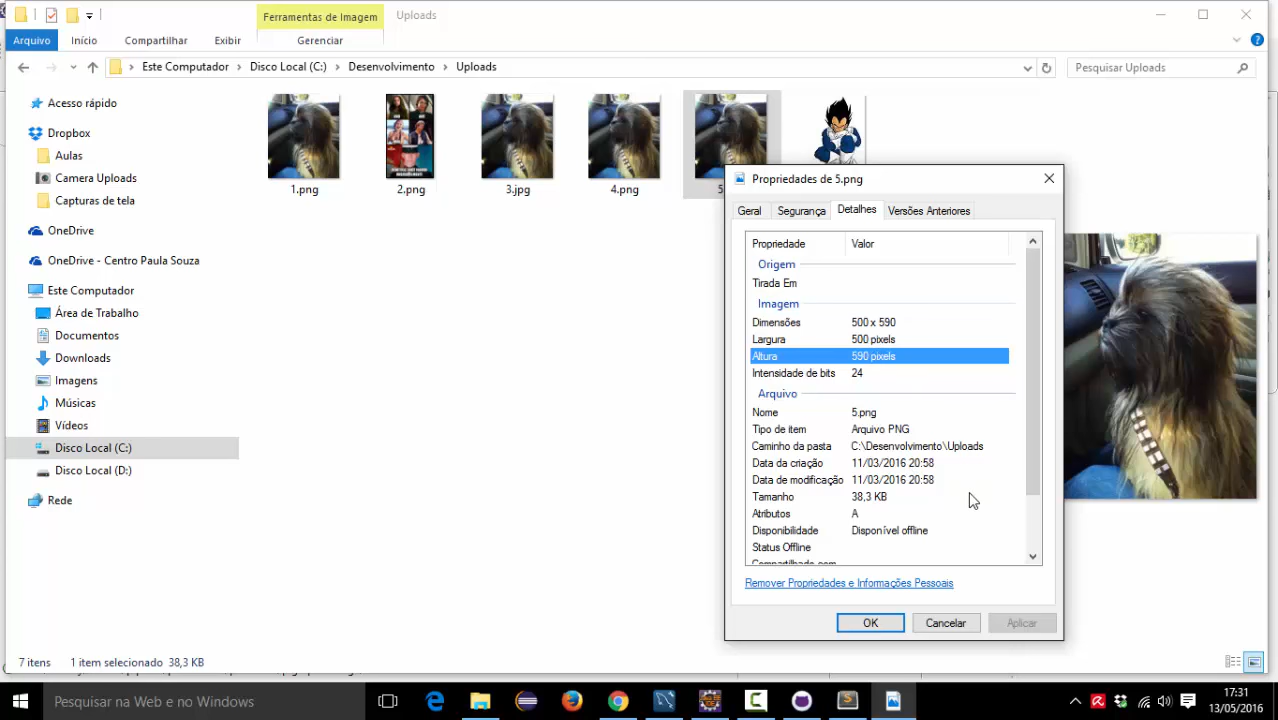 Ferramentas de Imagem
Uploads
Arquivo
Início
Compartilhar
Exibir
Gerenciar
Este Computador
Disco Local (C:)
Desenvolvimento
Uploads
Pesquisar Uploads
Acesso rápido
Dropbox
Aulas
Camera Uploads
Capturas de tela
OneDrive
OneDrive - Centro Paula Souza
Este Computador
Área de Trabalho
Documentos
Downloads
Imagens
Músicas
Vídeos
Disco Local (C:)
Disco Local (D:)
Rede
1.png
2.png
3.jpg
4.png
5
Propriedades de 5.png
Geral
Segurança
Detalhes
Versões Anteriores
Propriedade Valor
Origem
Tirada Em
Imagem
Dimensões 500 x 590
Largura 500 pixels
Altura 590 pixels
Intensidade de bits 24
Arquivo
Nome 5.png
Tipo de item Arquivo PNG
Caminho da pasta C:\Desenvolvimento\Uploads
Data da criação 11/03/2016 20:58
Data de modificação 11/03/2016 20:58
Tamanho 38,3 KB
Atributos A
Disponibilidade Disponível offline
Status Offline
Compartilhado com
Remover Propriedades e Informações Pessoais
OK
Cancelar
Aplicar
7 itens 1 item selecionado 38,3 KB
Pesquisar na Web e no Windows
17:31
13/05/2016